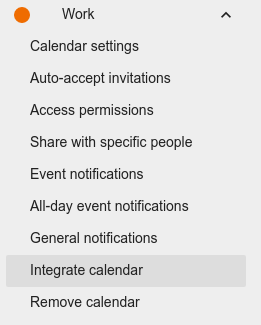 Work
Calendar settings
Auto-accept invitations
Access permissions
Share with specific people
Event notifications
All-day event notifications
General notifications
Integrate calendar
Remove calendar